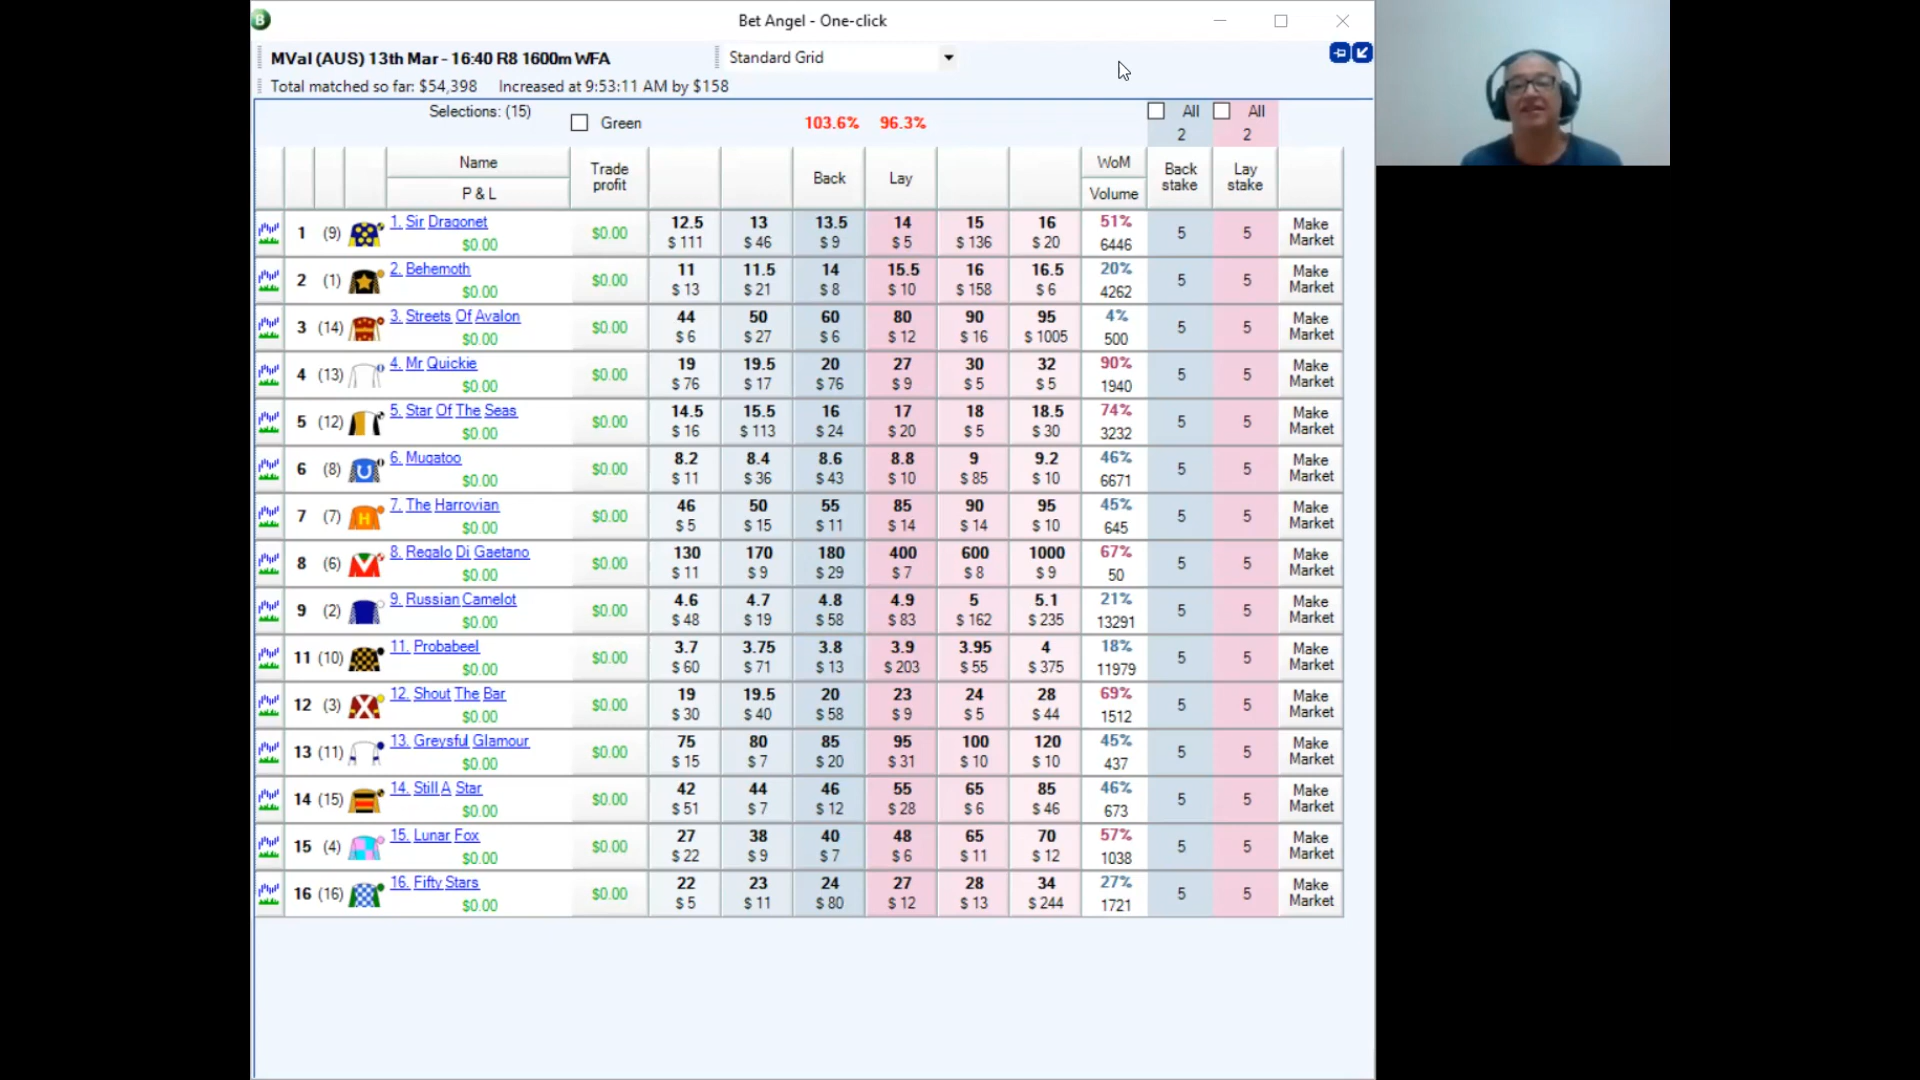 Bet Angel - One-click
MVal (AUS) 13th Mar - 16:40 R8 1600m WFA
Standard Grid
Total matched so far: $54,398 Increased at 9:53:11 AM by $158
Selections: (15) Green 103.6% 96.3% All 2 All 2
Name P & L Trade profit Back Lay WoM Volume Back stake Lay stake
1 (9) 1. Sir Dragonet $0.00 12.5 13 13.5 14 15 16 51% 5 5 Make
$0.00 $ 111 $ 46 $ 9 $ 5 $ 136 $ 20 6446 Market
2 (1) 2. Behemoth $0.00 11 11.5 14 15.5 16 16.5 20% 5 5 Make
$0.00 $ 13 $ 21 $ 8 $ 10 $ 158 $ 6 4262 Market
3 (14) 3. Streets Of Avalon $0.00 44 50 60 80 90 95 4% 5 5 Make
$0.00 $ 6 $ 27 $ 6 $ 12 $ 16 $ 1005 500 Market
4 (13) 4. Mr Quickie $0.00 19 19.5 20 27 30 32 90% 5 5 Make
$0.00 $ 76 $ 17 $ 76 $ 9 $ 5 $ 5 1940 Market
5 (12) 5. Star Of The Seas $0.00 14.5 15.5 16 17 18 18.5 74% 5 5 Make
$0.00 $ 16 $ 113 $ 24 $ 20 $ 5 $ 30 3232 Market
6 (8) 6. Mugatoo $0.00 8.2 8.4 8.6 8.8 9 9.2 46% 5 5 Make
$0.00 $ 11 $ 36 $ 43 $ 10 $ 85 $ 10 6671 Market
7 (7) 7. The Harrovian $0.00 46 50 55 85 90 95 45% 5 5 Make
$0.00 $ 5 $ 15 $ 11 $ 14 $ 14 $ 10 645 Market
8 (6) 8. Regalo Di Gaetano $0.00 130 170 180 400 600 1000 67% 5 5 Make
$0.00 $ 11 $ 9 $ 29 $ 7 $ 8 $ 9 50 Market
9 (2) 9. Russian Camelot $0.00 4.6 4.7 4.8 4.9 5 5.1 21% 5 5 Make
$0.00 $ 48 $ 19 $ 58 $ 83 $ 162 $ 235 13291 Market
11 (10) 11. Probabeel $0.00 3.7 3.75 3.8 3.9 3.95 4 18% 5 5 Make
$0.00 $ 60 $ 71 $ 13 $ 203 $ 55 $ 375 11979 Market
12 (3) 12. Shout The Bar $0.00 19 19.5 20 23 24 28 69% 5 5 Make
$0.00 $ 30 $ 40 $ 58 $ 9 $ 5 $ 44 1512 Market
13 (11) 13. Greysful Glamour $0.00 75 80 85 95 100 120 45% 5 5 Make
$0.00 $ 15 $ 7 $ 20 $ 31 $ 10 $ 10 437 Market
14 (15) 14. Still A Star $0.00 42 44 46 55 65 85 46% 5 5 Make
$0.00 $ 51 $ 7 $ 12 $ 28 $ 6 $ 46 673 Market
15 (4) 15. Lunar Fox $0.00 27 38 40 48 65 70 57% 5 5 Make
$0.00 $ 22 $ 9 $ 7 $ 6 $ 11 $ 12 1038 Market
16 (16) 16. Fifty Stars $0.00 22 23 24 27 28 34 27% 5 5 Make
$0.00 $ 5 $ 11 $ 80 $ 12 $ 13 $ 244 1721 Market